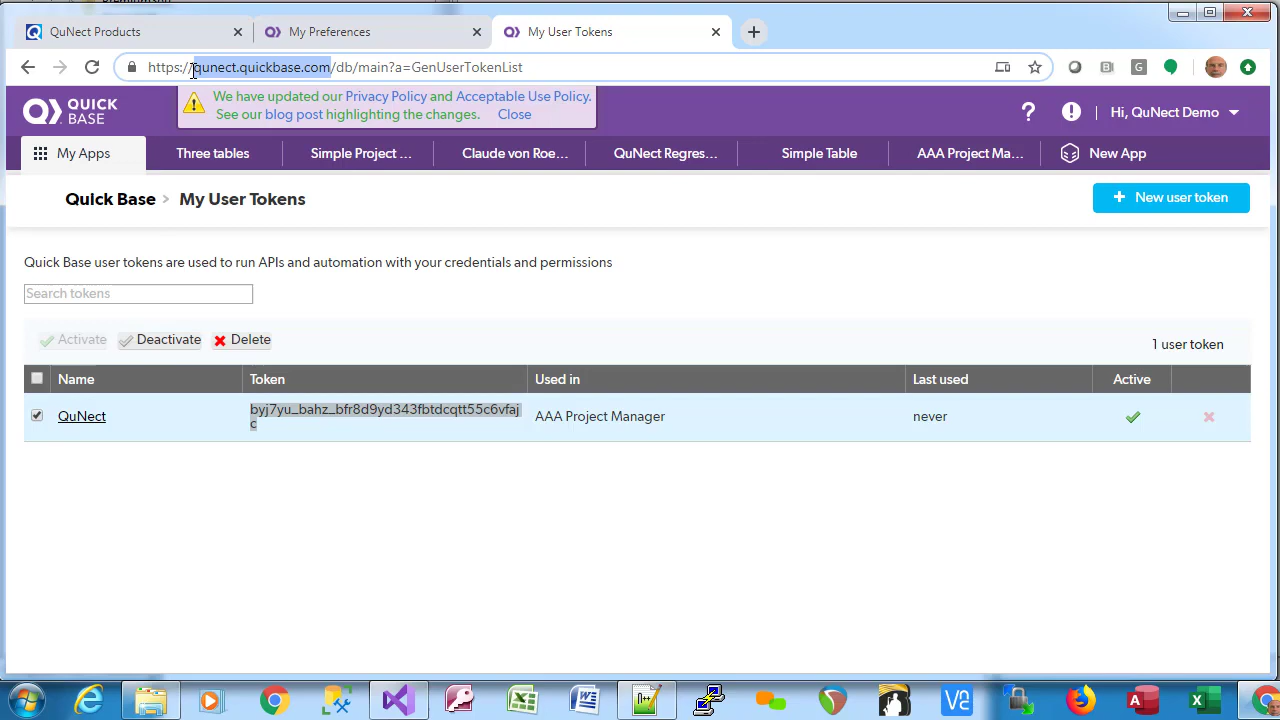 PremiumSup
QuNect Products
My Preferences
My User Tokens
https://qunect.quickbase.com/db/main?a=GenUserTokenList
G
We have updated our Privacy Policy and Acceptable Use Policy.
See our blog post highlighting the changes. Close
QUICK
BASE
Hi, QuNect Demo
My Apps
Three tables
Simple Project ...
Claude von Roe...
QuNect Regres...
Simple Table
AAA Project Ma...
New App
Quick Base > My User Tokens
+ New user token
Quick Base user tokens are used to run APIs and automation with your credentials and permissions
Search tokens
Activate Deactivate Delete
1 user token
Name Token Used in Last used Active
QuNect byj7yu_bahz_bfr8d9yd343fbtdcqtt55c6vfaj AAA Project Manager never
c